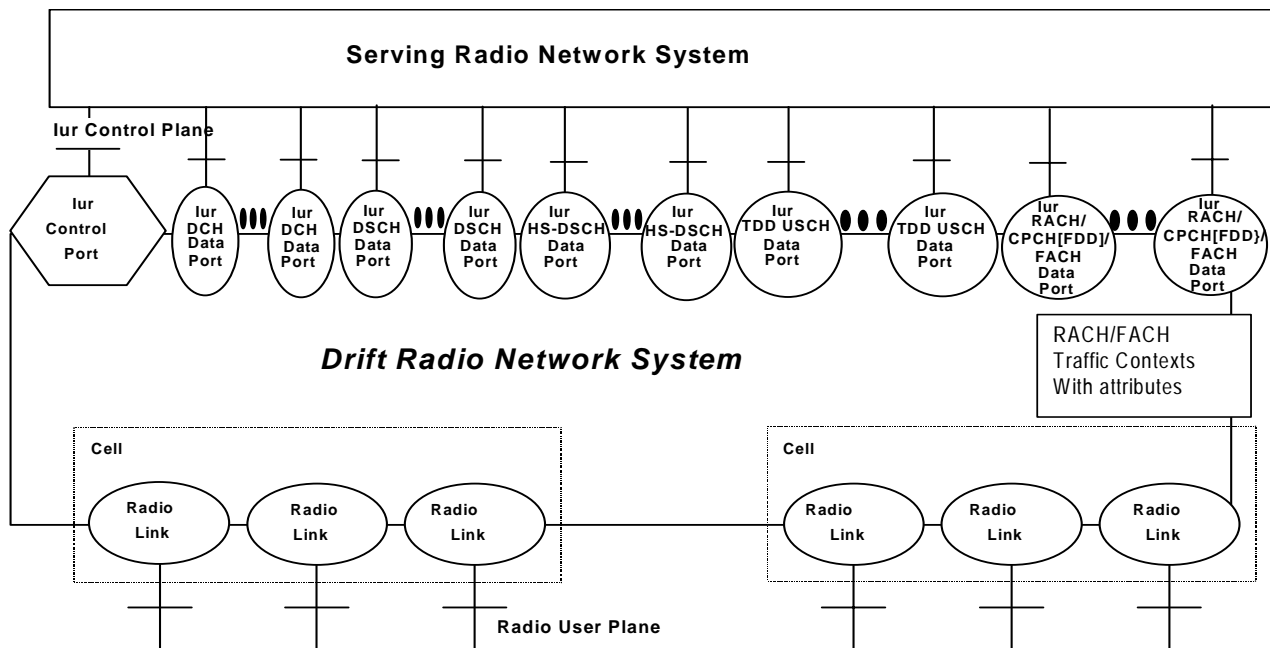 Serving Radio Network System
Iur Control Plane
Iur
Control
Port
Iur
DCH
Data
Port
Iur
DCH
Data
Port
Iur
DSCH
Data
Port
Iur
DSCH
Data
Port
Iur
HS-DSCH
Data
Port
Iur
HS-DSCH
Data
Port
Iur
TDD USCH
Data
Port
Iur
TDD USCH
Data
Port
Iur
RACH/
CPCH[FDD]/
FACH
Data
Port
Iur
RACH/
CPCH[FDD}/
FACH
Data
Port
Drift Radio Network System
RACH/FACH
Traffic Contexts
With attributes
Cell
Radio
Link
Radio
Link
Radio
Link
Cell
Radio
Link
Radio
Link
Radio
Link
Radio User Plane